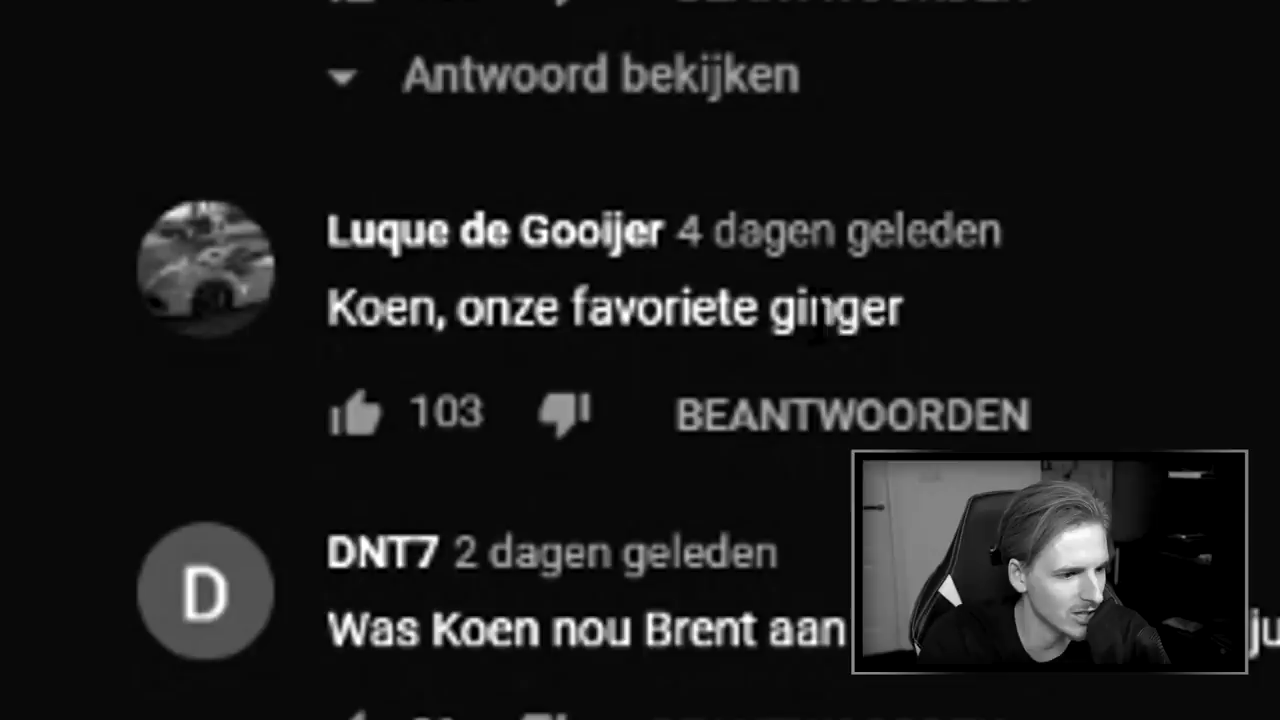 Antwoord bekijken
Luque de Gooijer 4 dagen geleden
Koen, onze favoriete ginger
103 BEANTWOORDEN
D
DNT7 2 dagen geleden
Was Koen nou Brent aan